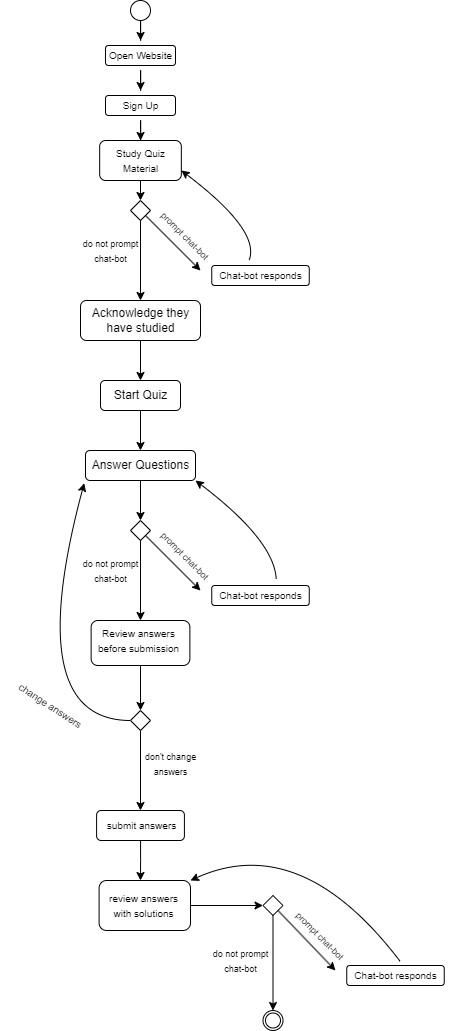 Open Website
Sign Up
Study Quiz
Material
prompt chat-bot
do not prompt
chat-bot
Chat-bot responds
Acknowledge they
have studied
Start Quiz
Answer Questions
prompt chat-bot
do not prompt
chat-bot
Chat-bot responds
Review answers
before submission
change answers
don't change
answers
submit answers
review answers
with solutions
prompt chat-bot
do not prompt
chat-bot
Chat-bot responds